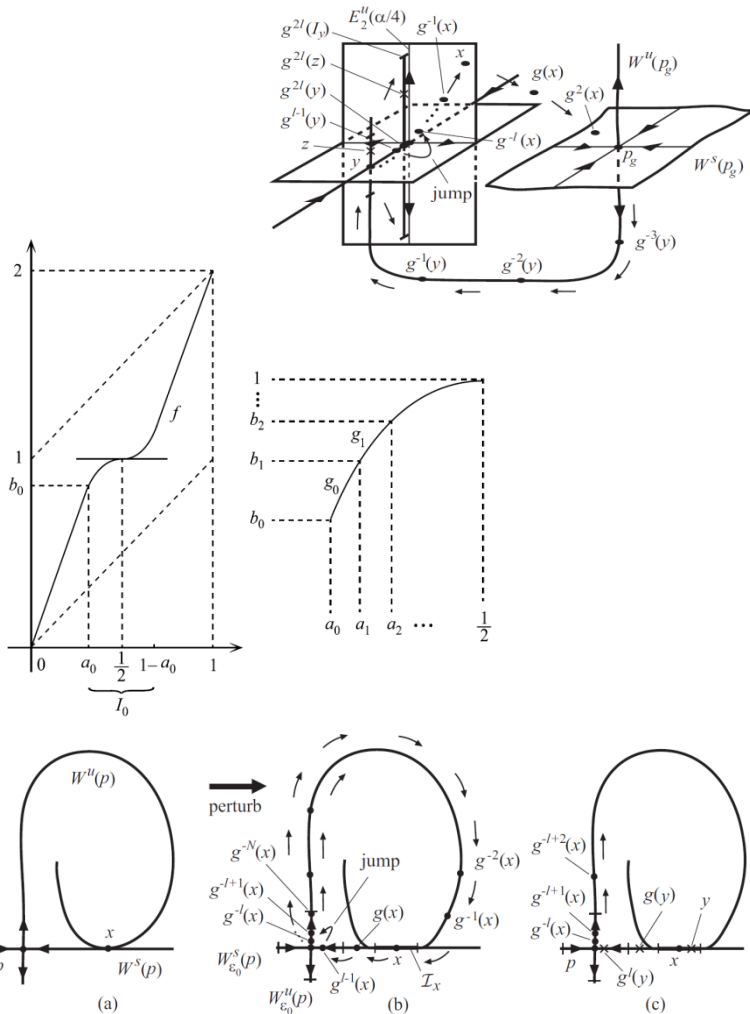 g^{2l}(I_y)
E^u_2(α/4)
g^{-1}(x)
x
g^{2l}(z)
g(x)
W^u(p_g)
g^{2l}(y)
g^2(x)
g^{l-1}(y)
g^{-l}(x)
z
y
jump
p_g
W^s(p_g)
g^{-3}(y)
g^{-1}(y)
g^{-2}(y)
2
f
1
b_0
0
a_0
1/2
1–a_0
1
I_0
1
⋮
b_2
g_1
b_1
g_0
b_0
a_0
a_1
a_2
...
1/2
W^u(p)
x
p
W^s(p)
(a)
perturb
g^{-N}(x)
jump
g^{-2}(x)
g^{-l+1}(x)
g^{-l}(x)
g(x)
g^{-1}(x)
W^s_{ε_0}(p)
x
g^{l-1}(x)
I_x
W^u_{ε_0}(p)
(b)
g^{-l+2}(x)
g^{-l+1}(x)
g(y)
y
g^{-l}(x)
p
x
g^l(y)
(c)